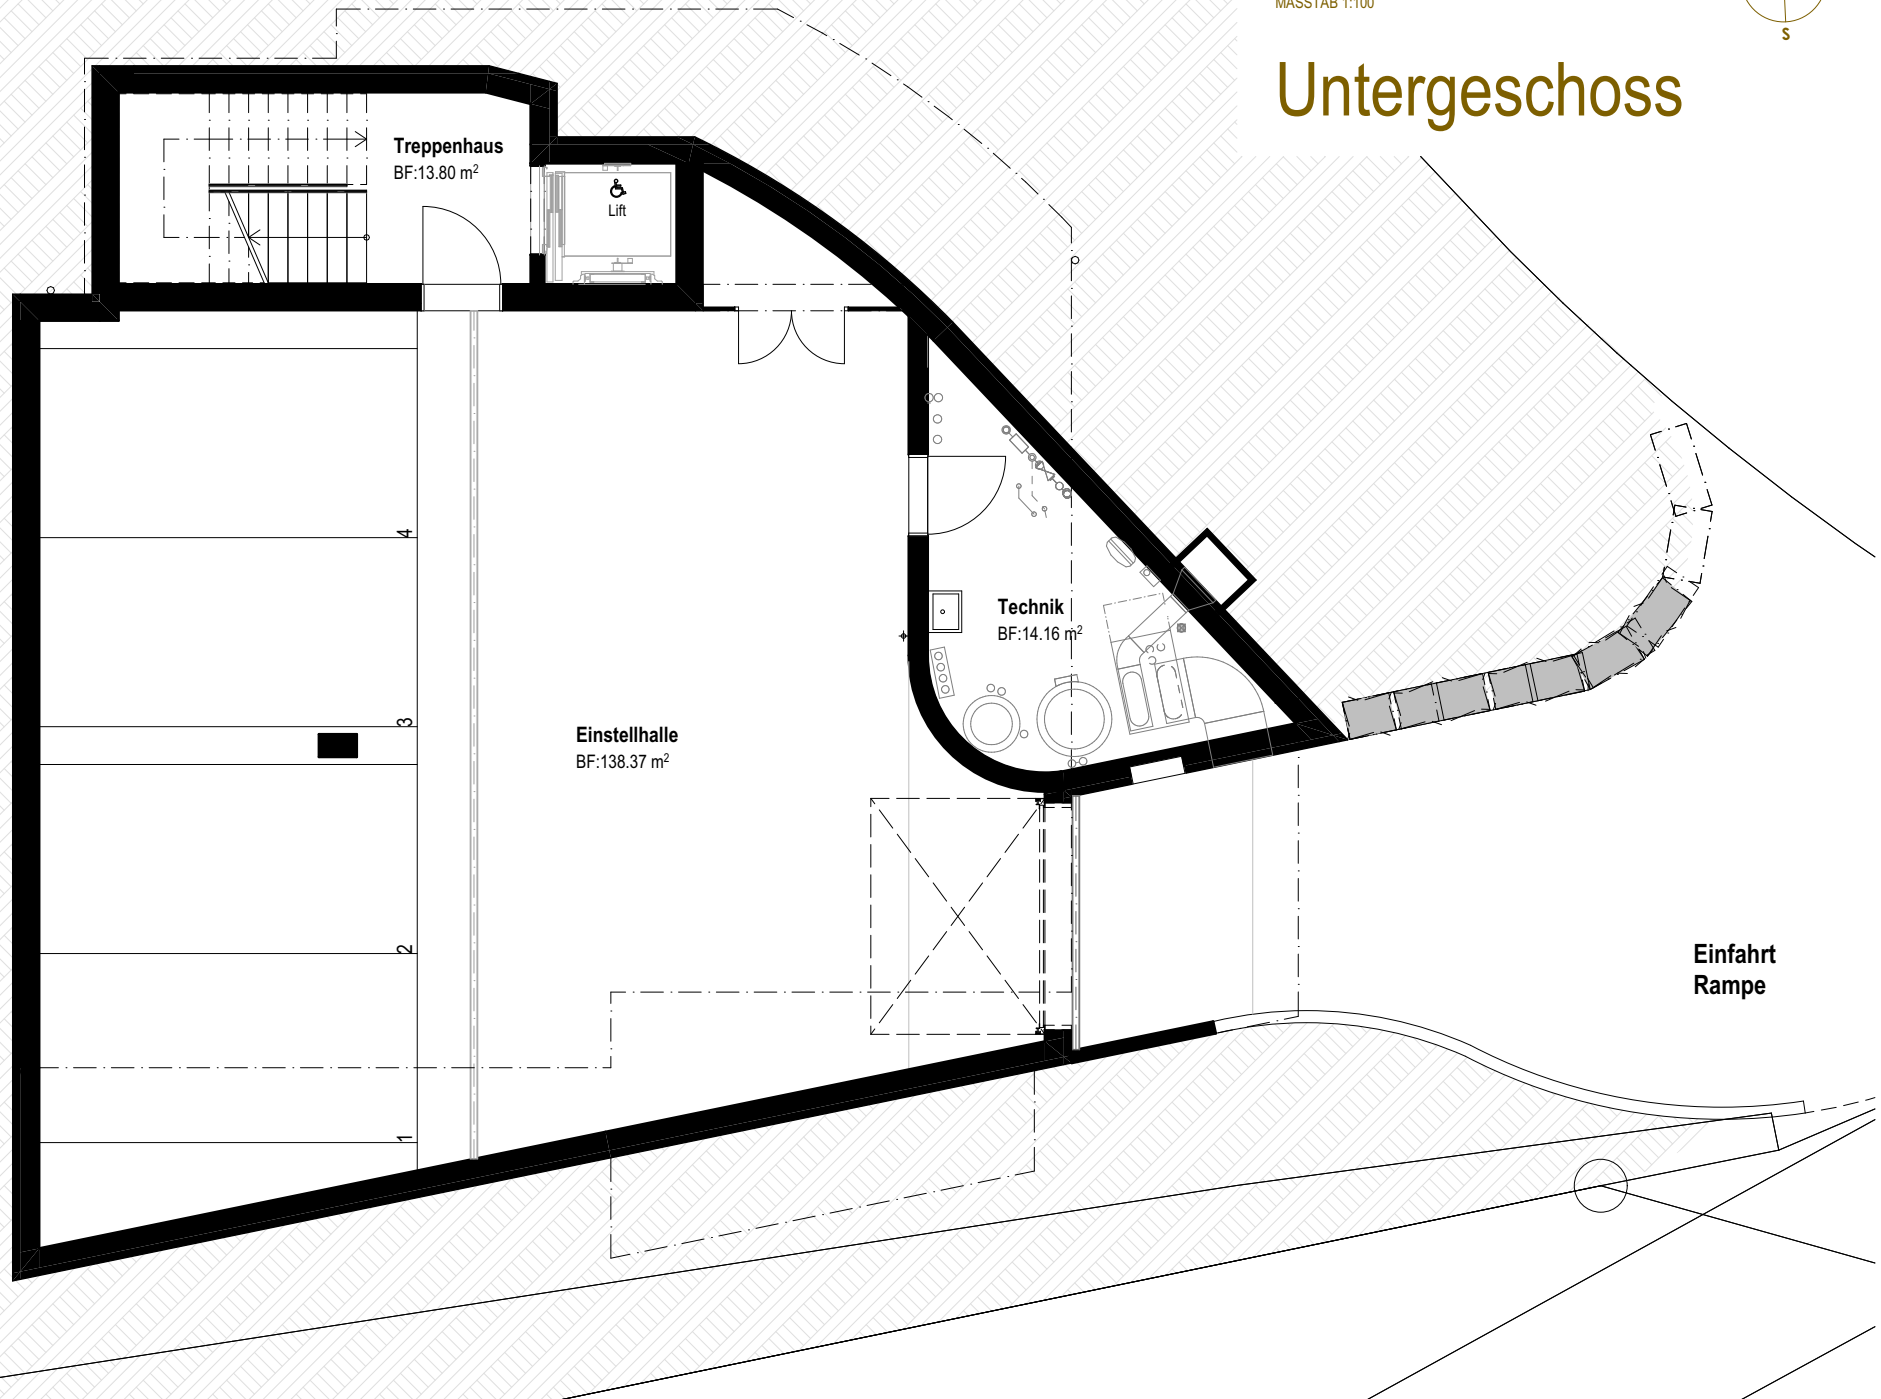 MASSTAB 1:100
S
Untergeschoss
Treppenhaus
BF:13.80 m²
Lift
4
Technik
BF:14.16 m²
3
Einstellhalle
BF:138.37 m²
2
Einfahrt
Rampe
1